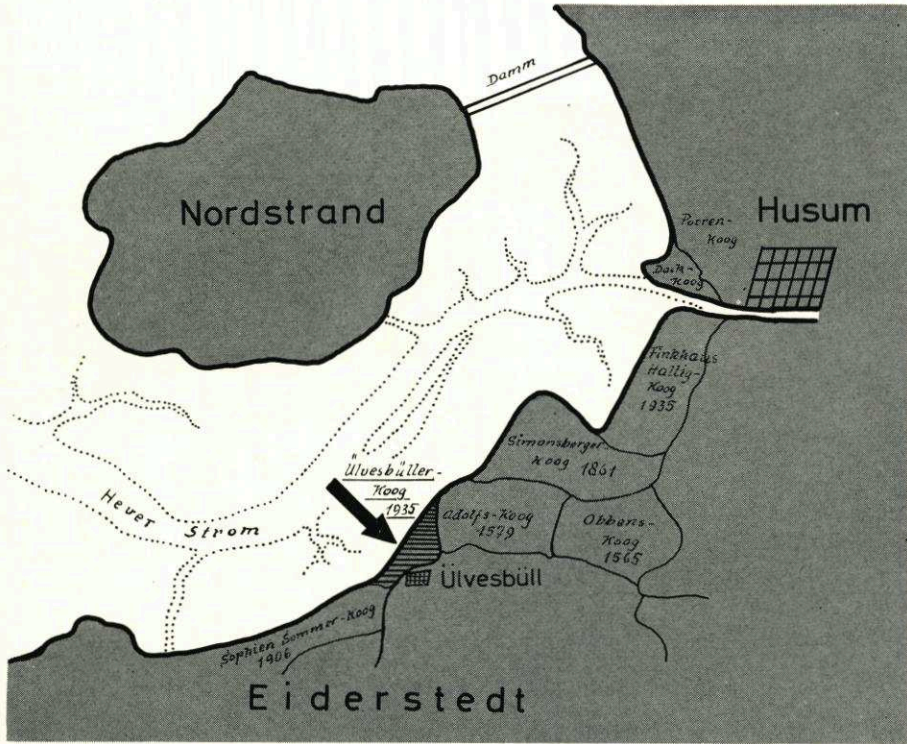 Damm
Nordstrand
Husum
Porren-
Koog
Dock-
Koog
Finkhaus
Hallig-
Koog
1935
Simonsberger-
Koog 1861
Ülvesbüller-
Koog
1935
Adolfs-Koog
1579
Obbens-
Koog
1565
Hever Strom
Ülvesbüll
Sophien Sommer-Koog
1906
Eiderstedt